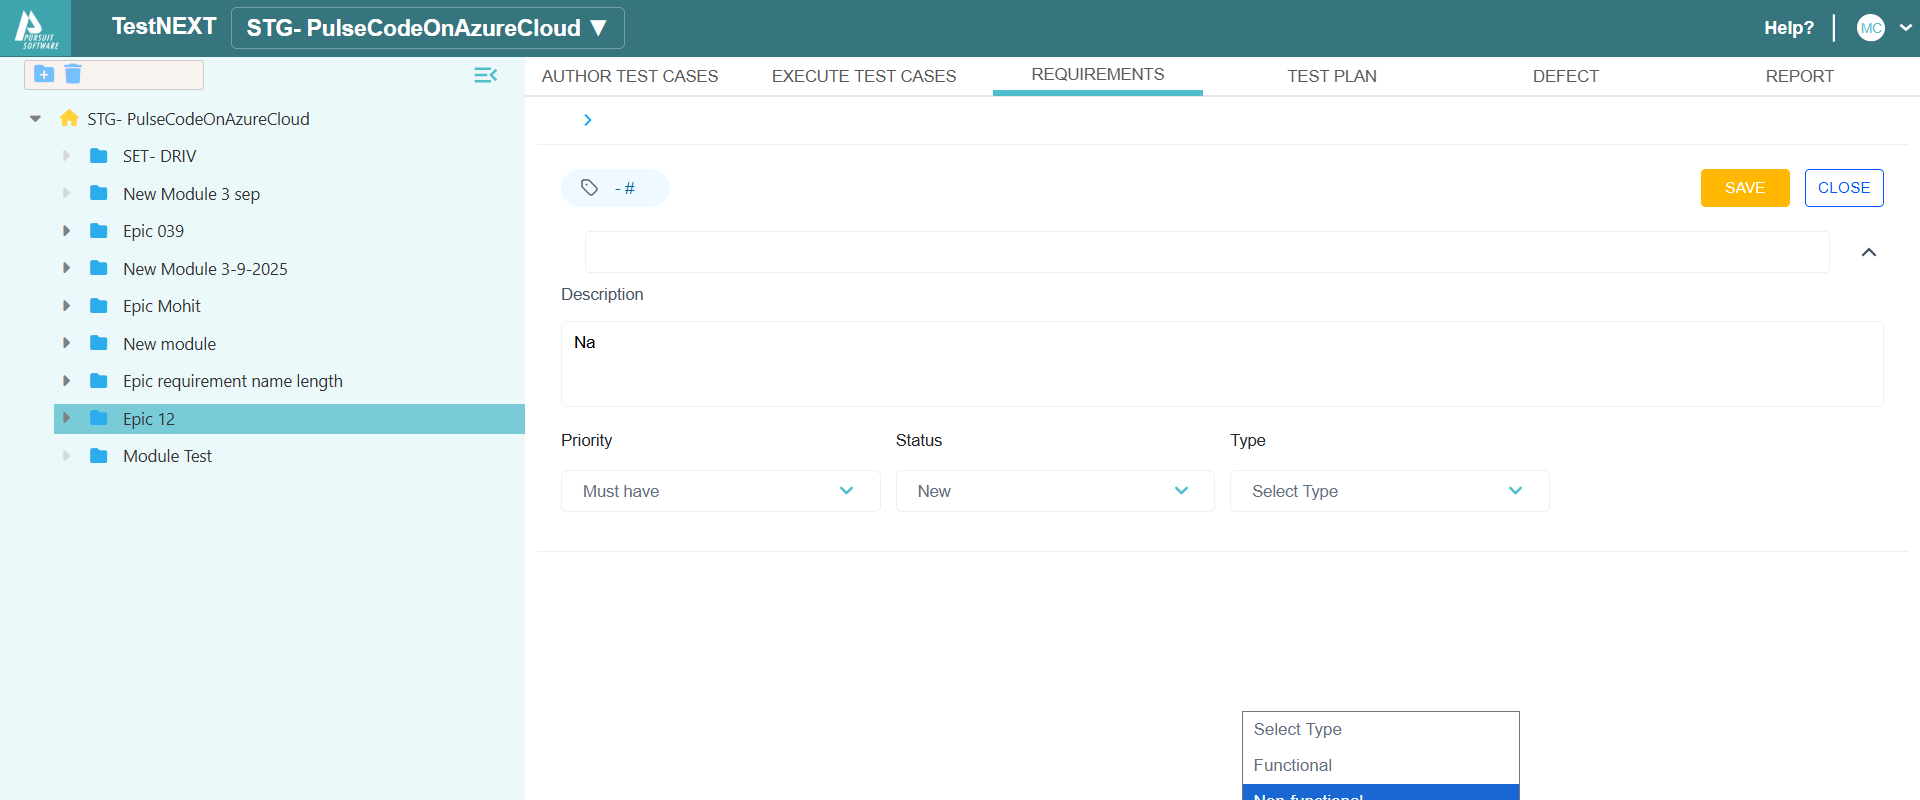 PURSUIT
SOFTWARE
TestNEXT
STG- PulseCodeOnAzureCloud ▼
Help?
MC
AUTHOR TEST CASES
EXECUTE TEST CASES
REQUIREMENTS
TEST PLAN
DEFECT
REPORT
STG- PulseCodeOnAzureCloud
SET- DRIV
New Module 3 sep
Epic 039
New Module 3-9-2025
Epic Mohit
New module
Epic requirement name length
Epic 12
Module Test
- #
SAVE
CLOSE
Description
Na
Priority
Status
Type
Must have
New
Select Type
Select Type
Functional
Non-functional